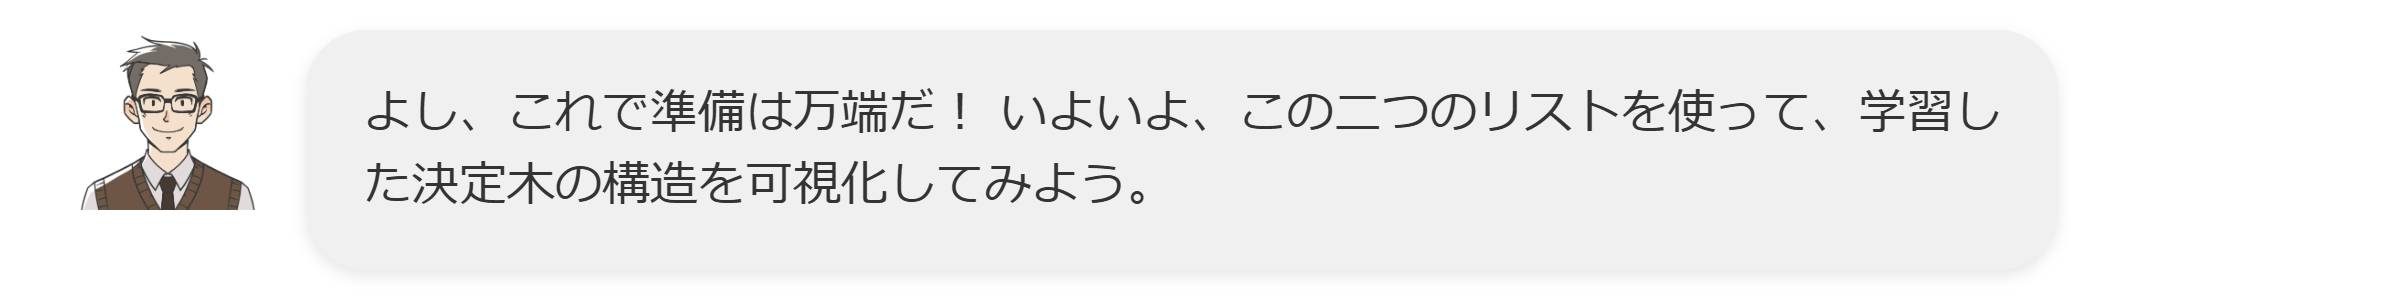 よし、これで準備は万端だ！ いよいよ、この二つのリストを使って、学習し
た決定木の構造を可視化してみよう。